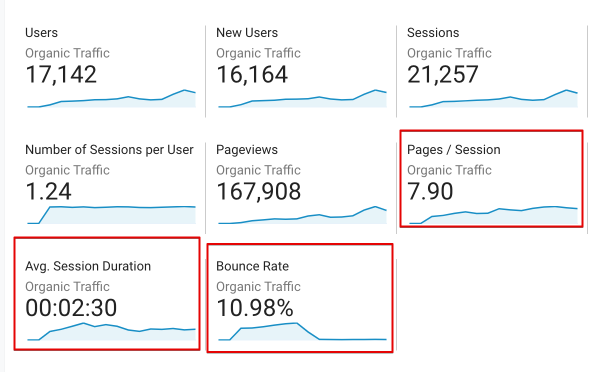 Users
Organic Traffic
17,142
New Users
Organic Traffic
16,164
Sessions
Organic Traffic
21,257
Number of Sessions per User
Organic Traffic
1.24
Pageviews
Organic Traffic
167,908
Pages / Session
Organic Traffic
7.90
Avg. Session Duration
Organic Traffic
00:02:30
Bounce Rate
Organic Traffic
10.98%